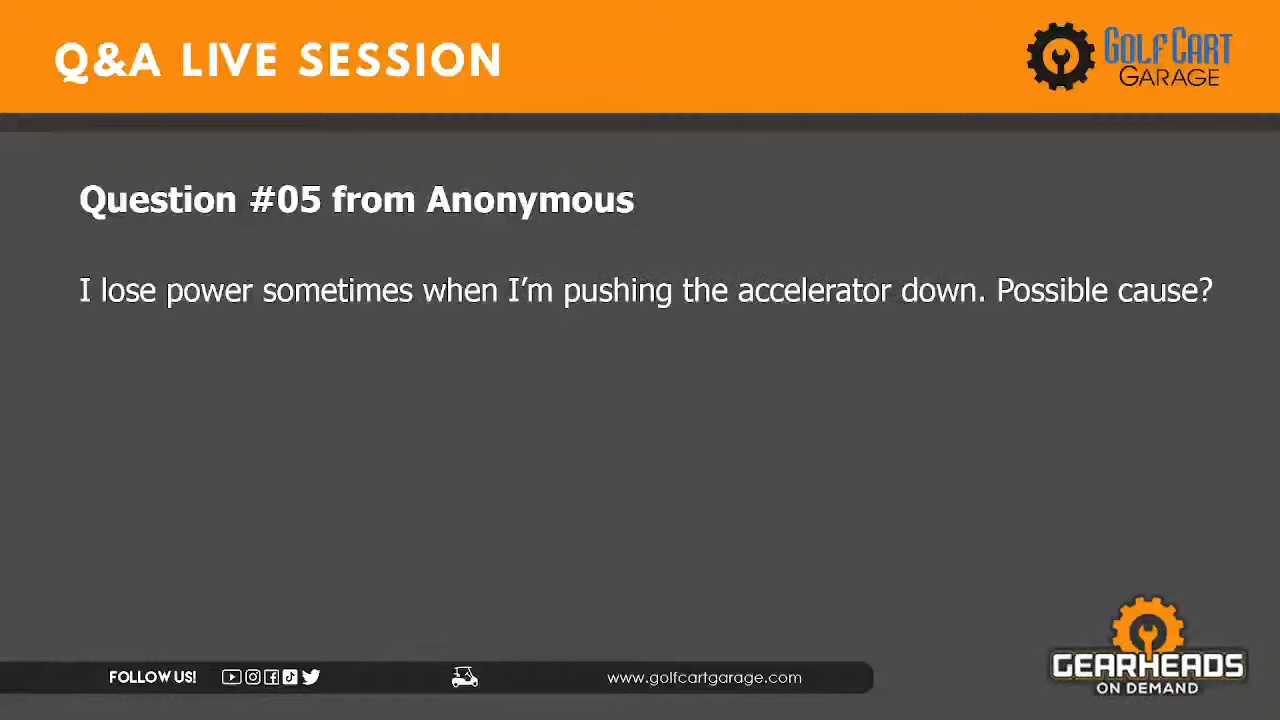 Q&A LIVE SESSION
GOLF CART
GARAGE
Question #05 from Anonymous
I lose power sometimes when I’m pushing the accelerator down. Possible cause?
FOLLOW US!
www.golfcartgarage.com
GEARHEADS
ON DEMAND